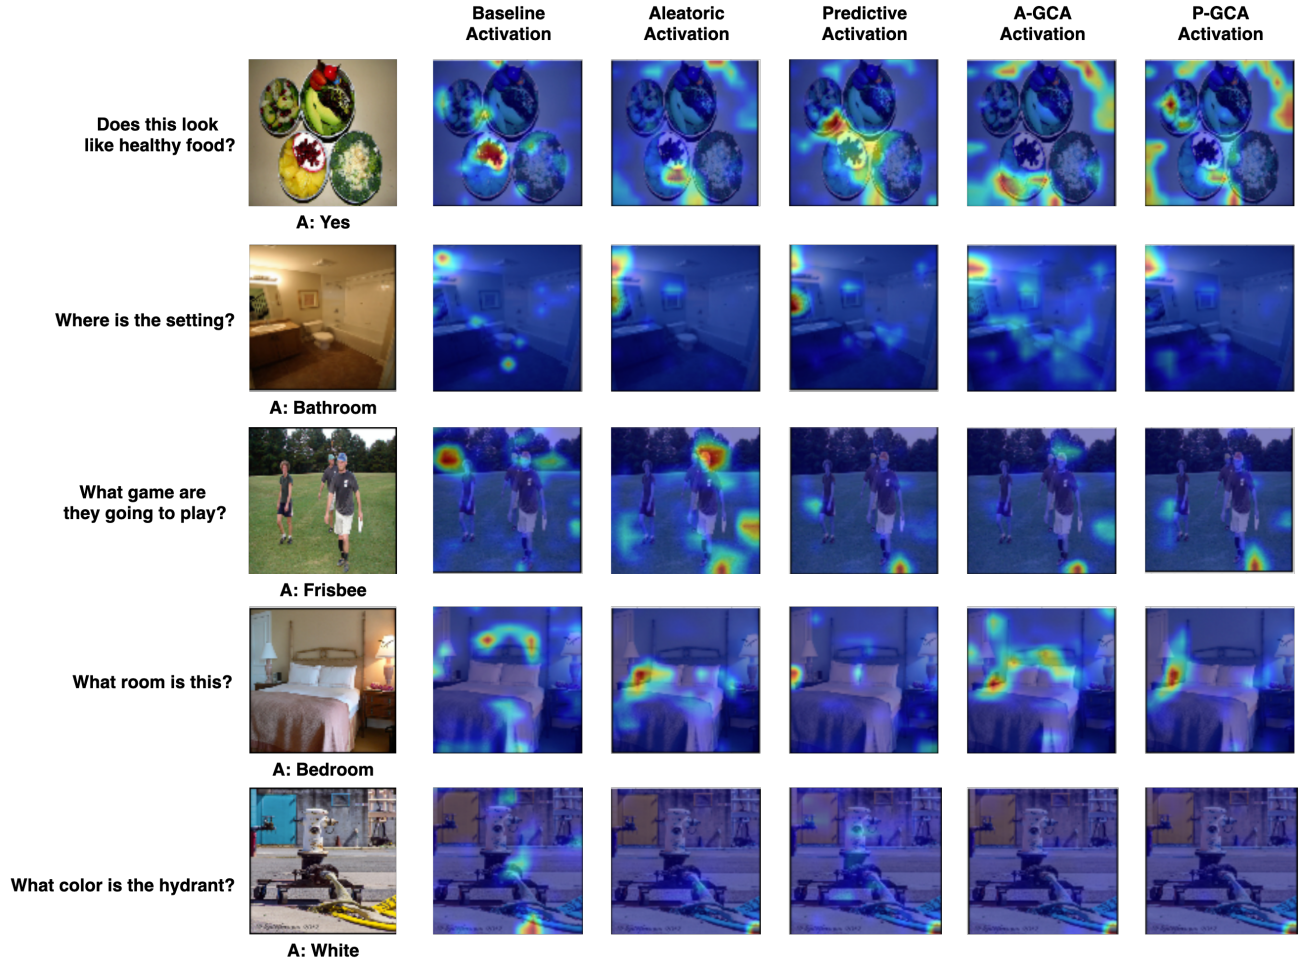 Baseline
Activation
Aleatoric
Activation
Predictive
Activation
A-GCA
Activation
P-GCA
Activation
Does this look
like healthy food?
A: Yes
Where is the setting?
A: Bathroom
What game are
they going to play?
A: Frisbee
What room is this?
A: Bedroom
What color is the hydrant?
A: White